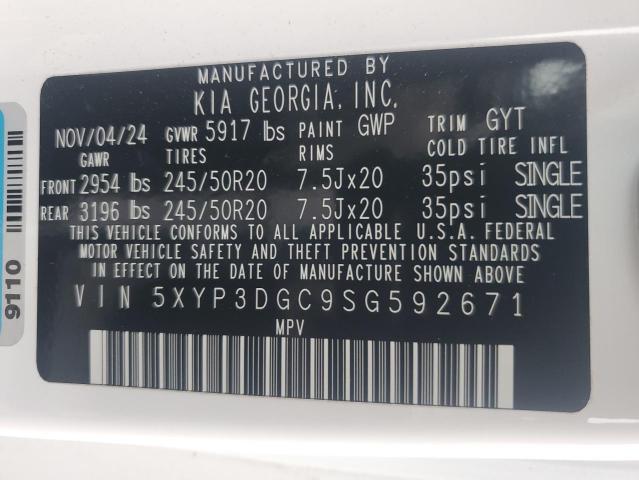 MANUFACTURED BY
KIA GEORGIA, INC.
NOV/04/24 GVWR 5917 lbs PAINT GWP TRIM GYT
GAWR TIRES RIMS COLD TIRE INFL
FRONT 2954 lbs 245/50R20 7.5Jx20 35psi SINGLE
REAR 3196 lbs 245/50R20 7.5Jx20 35psi SINGLE
THIS VEHICLE CONFORMS TO ALL APPLICABLE U.S.A. FEDERAL
MOTOR VEHICLE SAFETY AND THEFT PREVENTION STANDARDS
IN EFFECT ON THE DATE OF MANUFACTURE SHOWN ABOVE.
VIN 5XYP3DGC9SG592671
MPV
9110